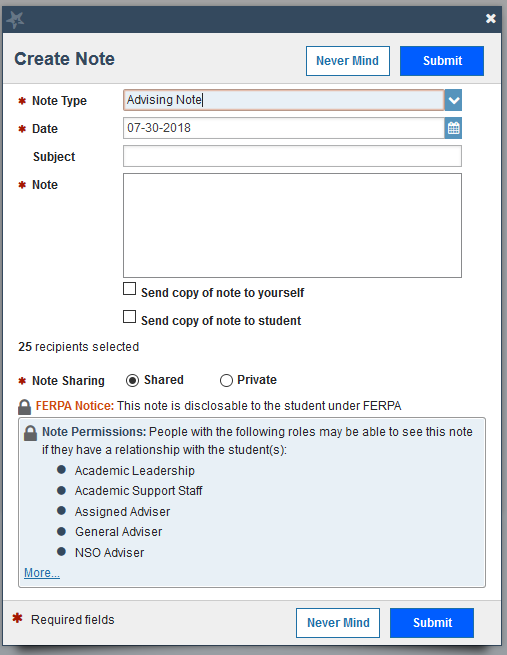 Create Note
Never Mind
Submit
* Note Type
Advising Note
* Date
07-30-2018
Subject
* Note
Send copy of note to yourself
Send copy of note to student
25 recipients selected
* Note Sharing
Shared
Private
FERPA Notice: This note is disclosable to the student under FERPA
Note Permissions: People with the following roles may be able to see this note
if they have a relationship with the student(s):
Academic Leadership
Academic Support Staff
Assigned Adviser
General Adviser
NSO Adviser
More...
* Required fields
Never Mind
Submit